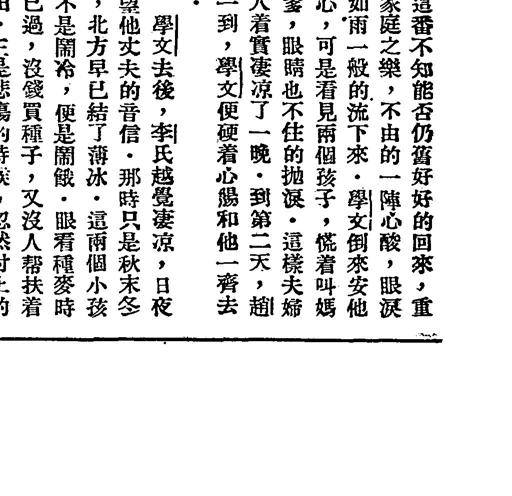 這番不知能否仍舊好好的回來，重
家庭之樂，不由的一陣心酸，眼淚
如雨一般的流下來．學文倒來安他
心，可是看見兩個孩子，慌着叫媽
爹，眼睛也不住的拋淚．這樣夫婦
人着實凄凉了一晚．到第二天，趙
一到，學文便硬着心腸和他一齊去
．
學文去後，李氏越覺凄凉，日夜
望他丈夫的音信．那時只是秋末冬
，北方早已結了薄冰．這兩個小孩
不是鬧冷，便是鬧餓．眼看種麥時
已過，沒錢買種子，又沒人帮扶着
田．正是悲傷的時候，忽然村上的